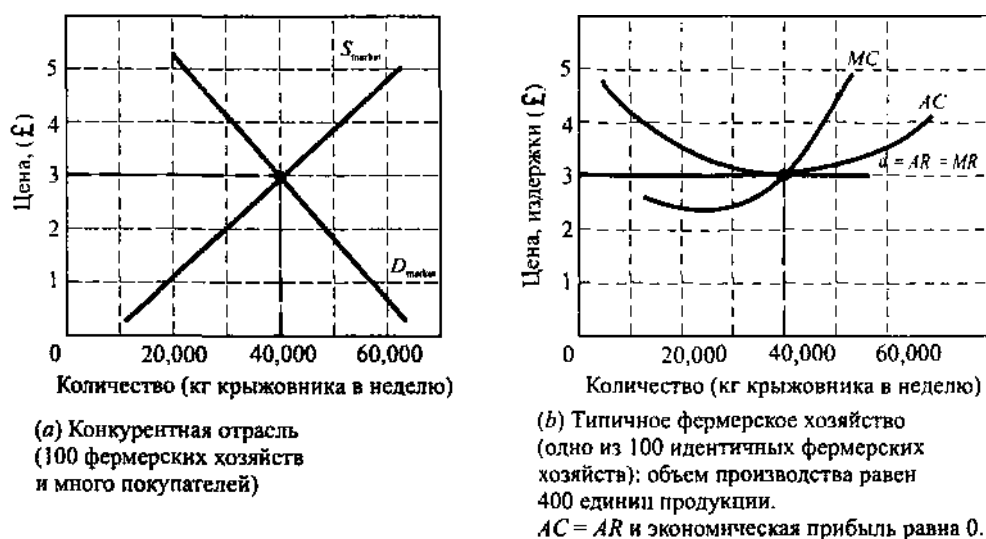 5
4
3
2
1
0
20,000
40,000
60,000
Цена, (£)
S market
D market
Количество (кг крыжовника в неделю)
(a) Конкурентная отрасль
(100 фермерских хозяйств
и много покупателей)
5
4
3
2
1
0
20,000
40,000
60,000
Цена, издержки (£)
MC
AC
d = AR = MR
Количество (кг крыжовника в неделю)
(b) Типичное фермерское хозяйство
(одно из 100 идентичных фермерских
хозяйств): объем производства равен
400 единиц продукции.
AC = AR и экономическая прибыль равна 0.